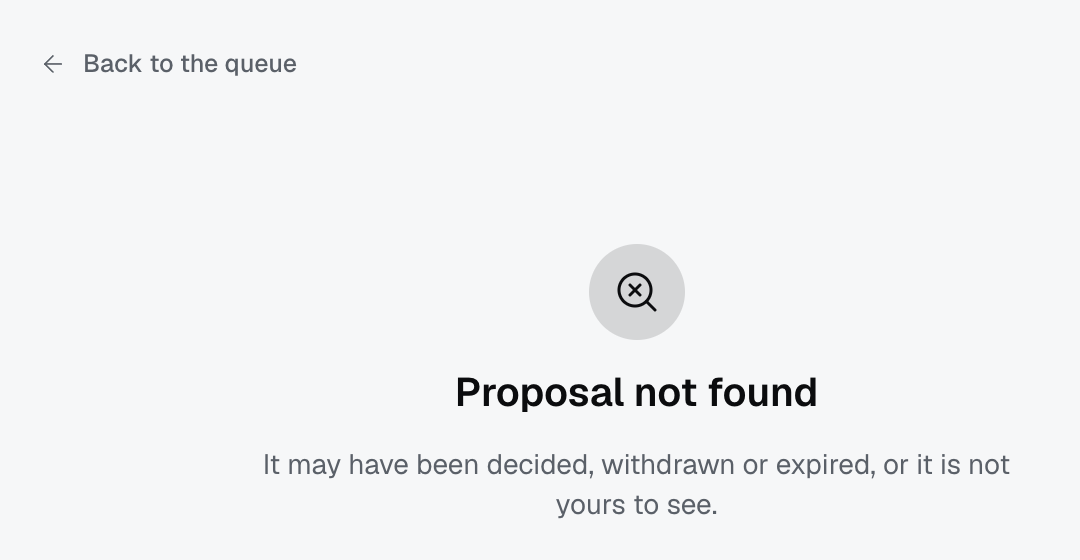 Back to the queue
Proposal not found
It may have been decided, withdrawn or expired, or it is not
yours to see.